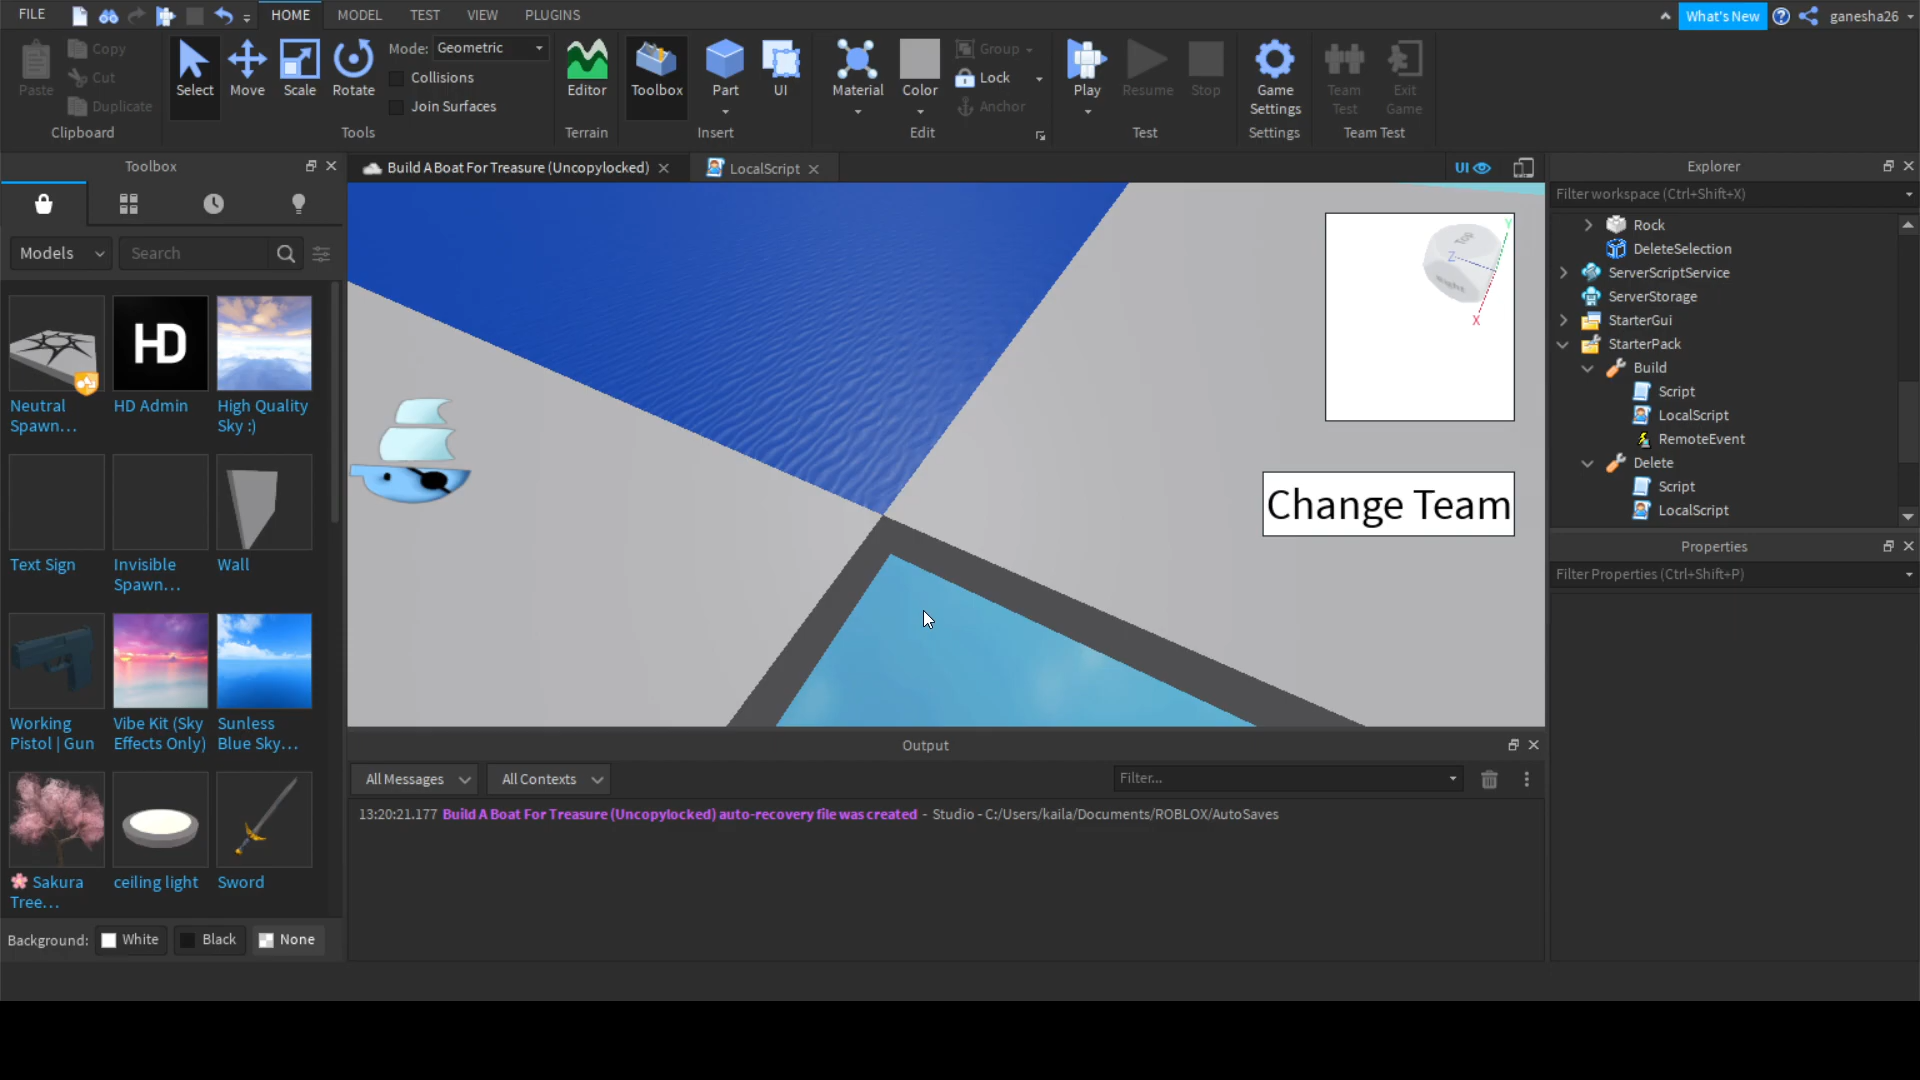 FILE HOME MODEL TEST VIEW PLUGINS What's New ganesha26
Paste Copy Cut Duplicate Clipboard
Select Move Scale Rotate Mode: Geometric Collisions Join Surfaces Tools
Editor Terrain
Toolbox Part UI Insert
Material Color Group Lock Anchor Edit
Play Resume Stop Test
Game Settings Settings
Team Test Exit Game Team Test
Toolbox
Models Search
Neutral Spawn...
HD
HD Admin
High Quality Sky :)
Text Sign
Invisible Spawn...
Wall
Working Pistol | Gun
Vibe Kit (Sky Effects Only)
Sunless Blue Sky...
🌸 Sakura Tree...
ceiling light
Sword
Background: White Black None
Build A Boat For Treasure (Uncopylocked) LocalScript UI
Top
Right
Y
Z
X
Change Team
Output
All Messages All Contexts Filter...
13:20:21.177 Build A Boat For Treasure (Uncopylocked) auto-recovery file was created - Studio - C:/Users/kaila/Documents/ROBLOX/AutoSaves
Explorer
Filter workspace (Ctrl+Shift+X)
Rock
DeleteSelection
ServerScriptService
ServerStorage
StarterGui
StarterPack
Build
Script
LocalScript
RemoteEvent
Delete
Script
LocalScript
Properties
Filter Properties (Ctrl+Shift+P)